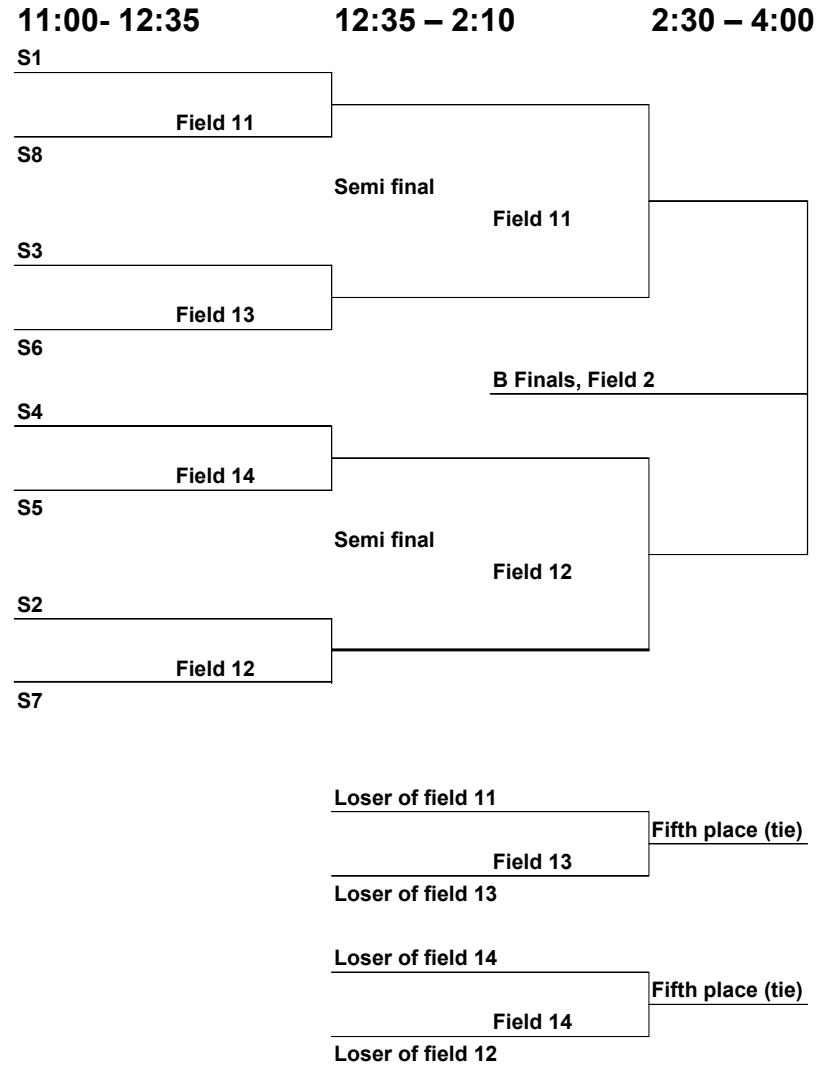 11:00- 12:35 12:35 – 2:10 2:30 – 4:00
S1
Field 11
S8
Semi final
Field 11
S3
Field 13
S6
B Finals, Field 2
S4
Field 14
S5
Semi final
Field 12
S2
Field 12
S7
Loser of field 11
Fifth place (tie)
Field 13
Loser of field 13
Loser of field 14
Fifth place (tie)
Field 14
Loser of field 12